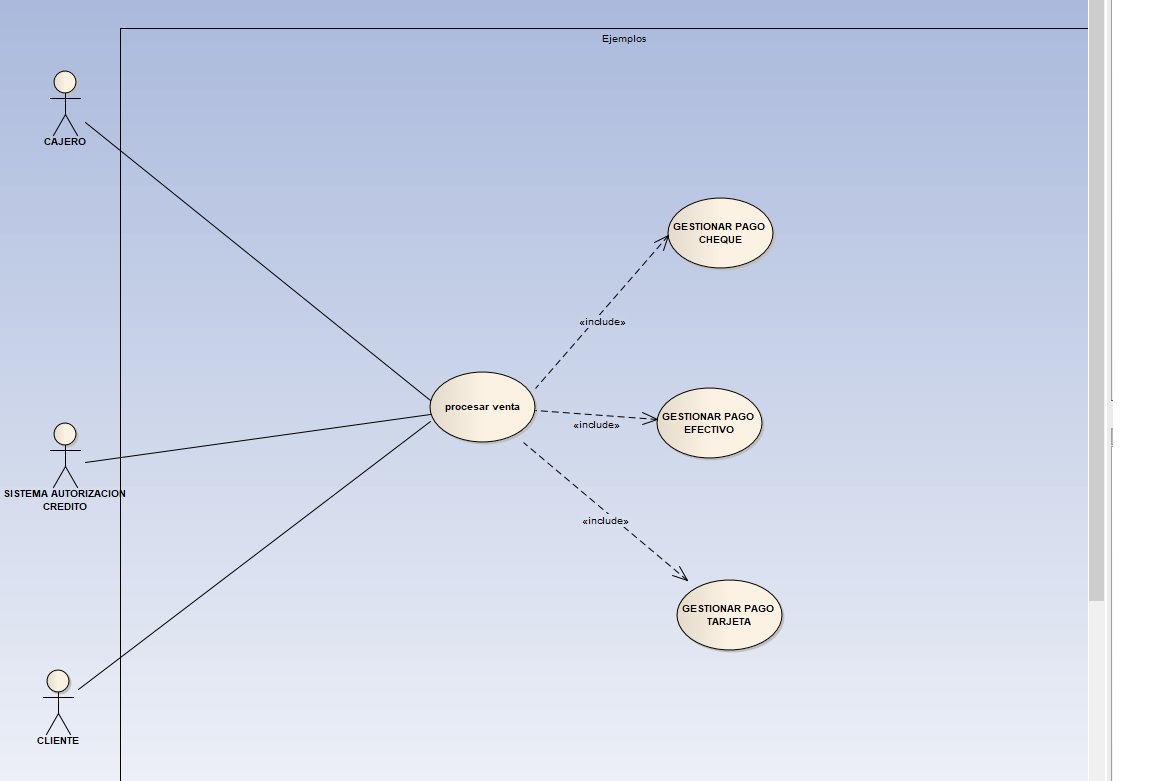 Ejemplos
CAJERO
GESTIONAR PAGO
CHEQUE
«include»
procesar venta
GESTIONAR PAGO
EFECTIVO
«include»
SISTEMA AUTORIZACION
CREDITO
«include»
GESTIONAR PAGO
TARJETA
CLIENTE